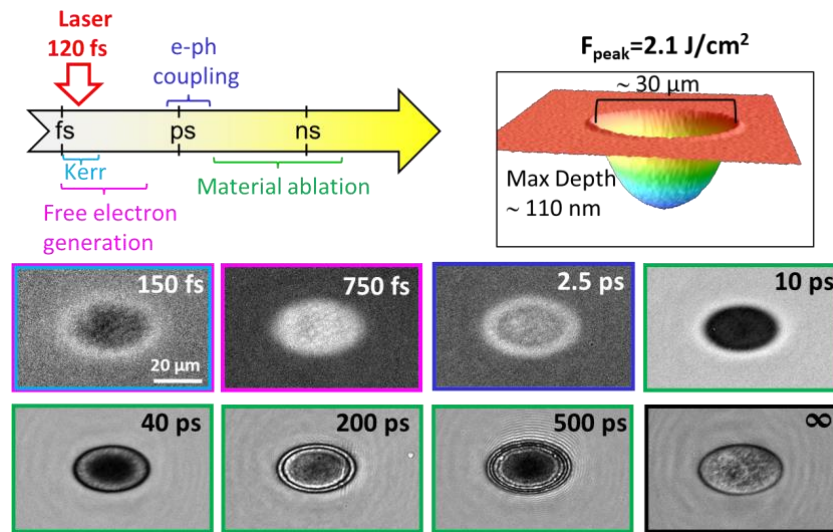 Laser
120 fs
e-ph
coupling
fs
ps
ns
Kerr
Material ablation
Free electron
generation
Fpeak=2.1 J/cm²
~ 30 µm
Max Depth
~ 110 nm
150 fs
20 µm
750 fs
2.5 ps
10 ps
40 ps
200 ps
500 ps
∞